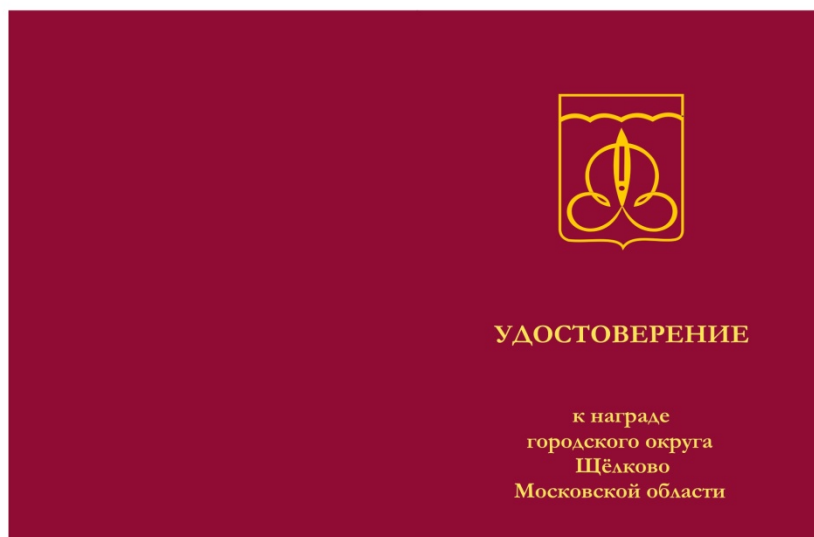 УДОСТОВЕРЕНИЕ
к награде
городского округа
Щёлково
Московской области